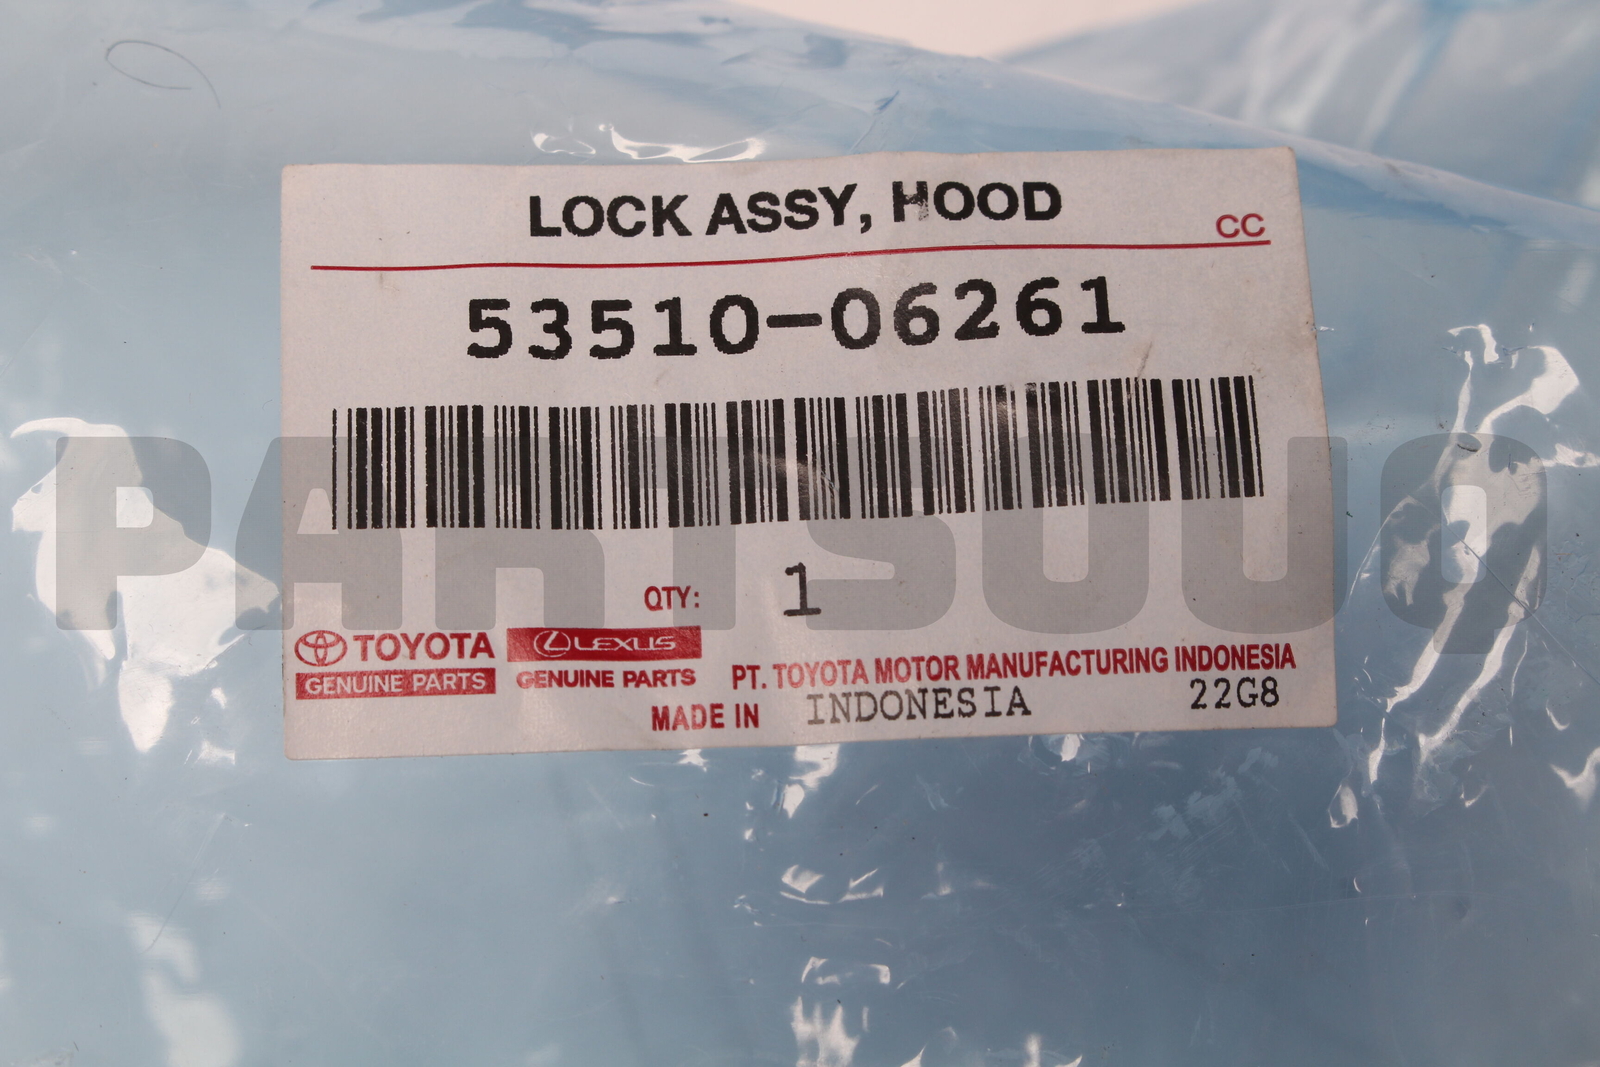 LOCK ASSY, HOOD
CC
53510-06261
QTY: 1
TOYOTA
GENUINE PARTS
LEXUS
GENUINE PARTS
PT. TOYOTA MOTOR MANUFACTURING INDONESIA
MADE IN INDONESIA 22G8
PARTSOUQ